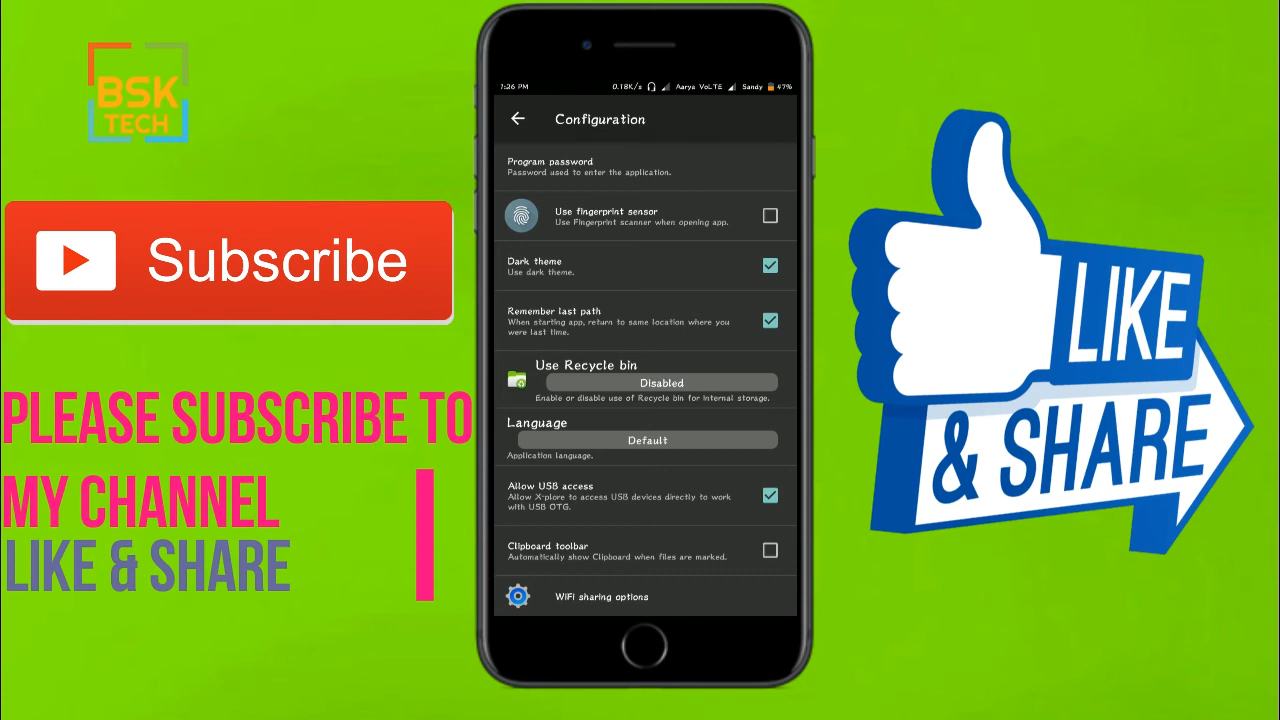 BSK
TECH
Subscribe
PLEASE SUBSCRIBE TO
MY CHANNEL
LIKE & SHARE
1:26 PM 0.18K/s Aarya VoLTE Sandy 47%
Configuration
Program password
Password used to enter the application.
Use fingerprint sensor
Use Fingerprint scanner when opening app.
Dark theme
Use dark theme.
Remember last path
When starting app, return to same location where you
were last time.
Use Recycle bin
Disabled
Enable or disable use of Recycle bin for internal storage.
Language
Default
Application language.
Allow USB access
Allow X-plore to access USB devices directly to work
with USB OTG.
Clipboard toolbar
Automatically show Clipboard when files are marked.
WiFi sharing options
LIKE
& SHARE